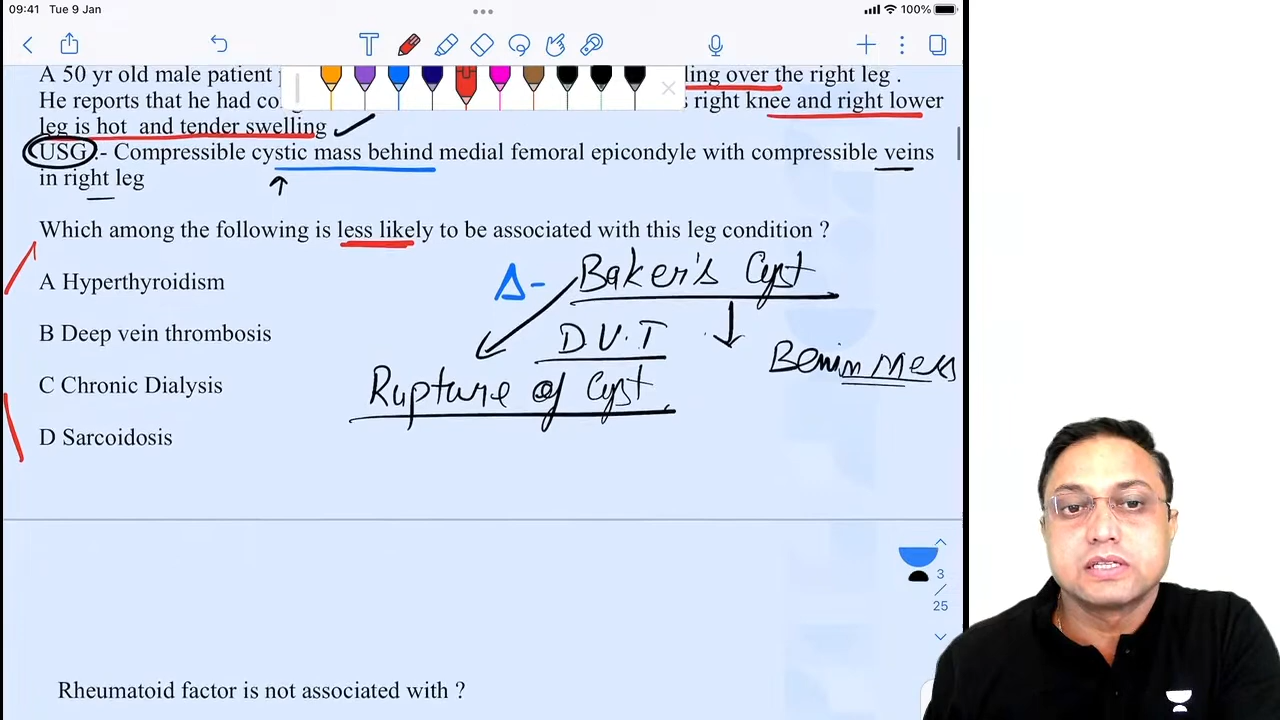 09:41 Tue 9 Jan
100%
T
A 50 yr old male patient ling over the right leg .
He reports that he had co right knee and right lower
leg is hot and tender swelling
USG :- Compressible cystic mass behind medial femoral epicondyle with compressible veins
in right leg
Which among the following is less likely to be associated with this leg condition ?
A Hyperthyroidism
Δ- Baker's Cyst
B Deep vein thrombosis
D.V.T
C Chronic Dialysis
Rupture of Cyst
D Sarcoidosis
3
/
25
Rheumatoid factor is not associated with ?